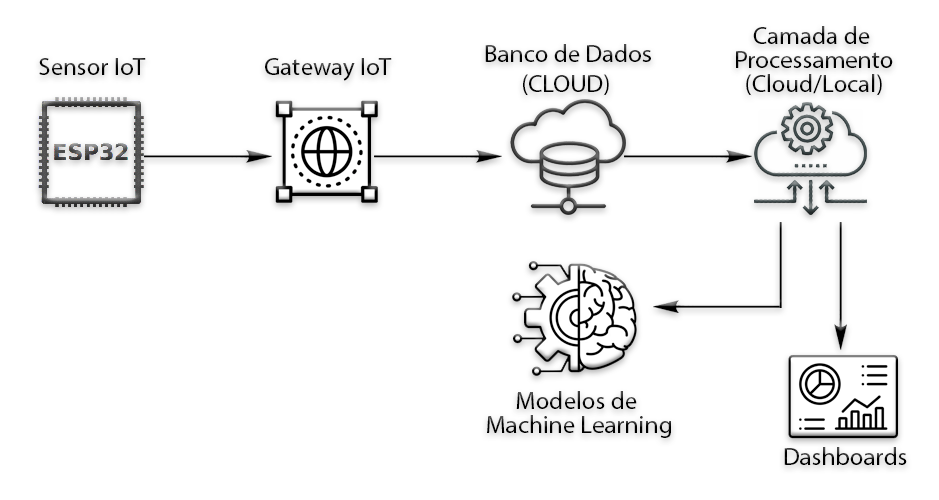 Sensor IoT
ESP32
Gateway IoT
Banco de Dados
(CLOUD)
Camada de
Processamento
(Cloud/Local)
Modelos de
Machine Learning
Dashboards